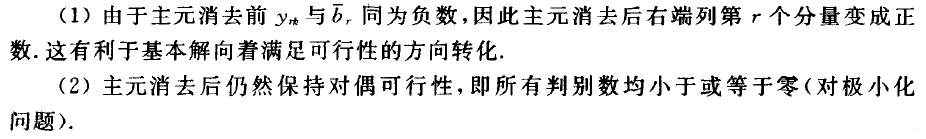 (1) 由于主元消去前 yᵣₖ 与 b̄ᵣ 同为负数,因此主元消去后右端列第 r 个分量变成正
数.这有利于基本解向着满足可行性的方向转化.
(2) 主元消去后仍然保持对偶可行性,即所有判别数均小于或等于零(对极小化
问题).